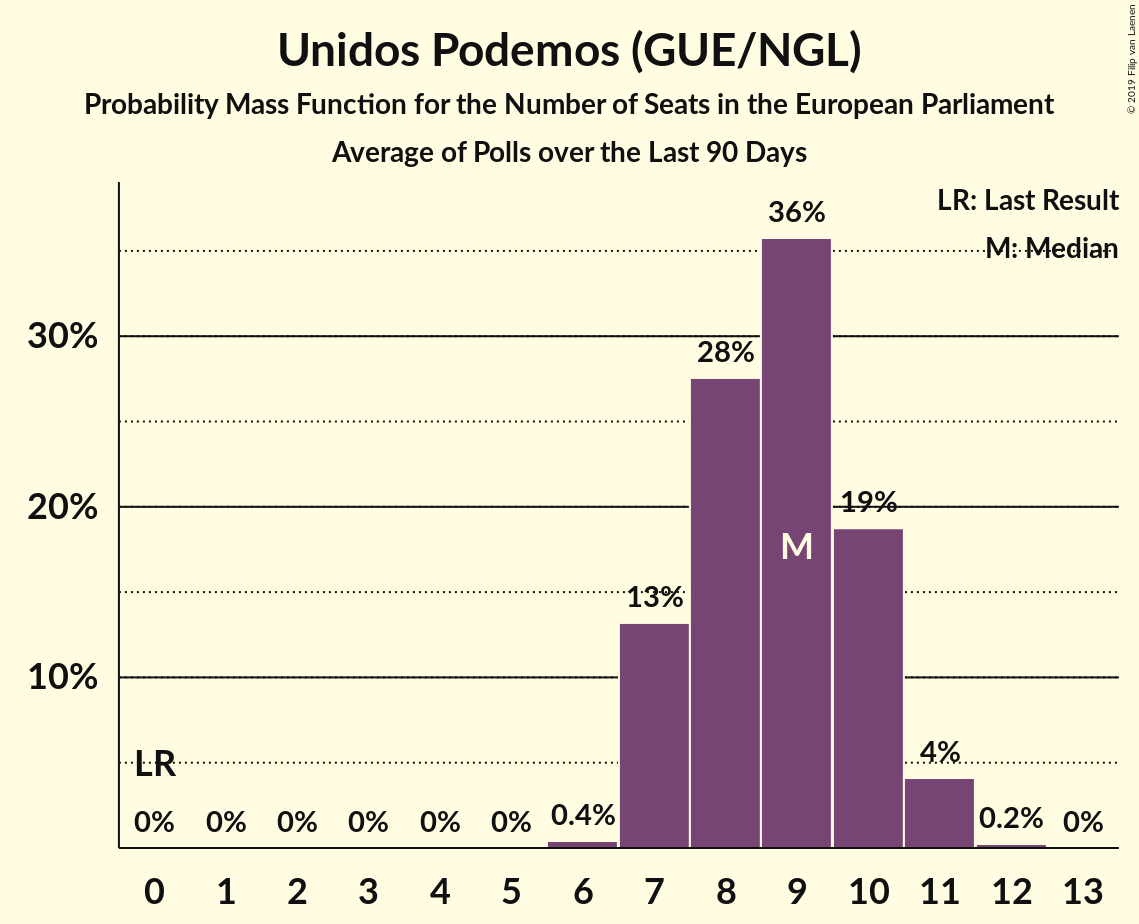 Unidos Podemos (GUE/NGL)
Probability Mass Function for the Number of Seats in the European Parliament
Average of Polls over the Last 90 Days
© 2019 Filip van Laenen
LR: Last Result
M: Median
36%
30%
28%
20%
19%
M
13%
10%
LR
4%
0% 0% 0% 0% 0% 0% 0.4% 0.2% 0%
0 1 2 3 4 5 6 7 8 9 10 11 12 13